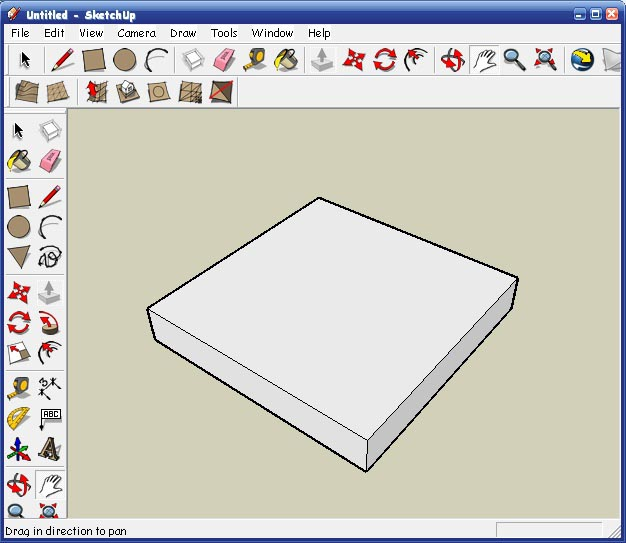 Untitled - SketchUp
File Edit View Camera Draw Tools Window Help
ABC
A
Drag in direction to pan